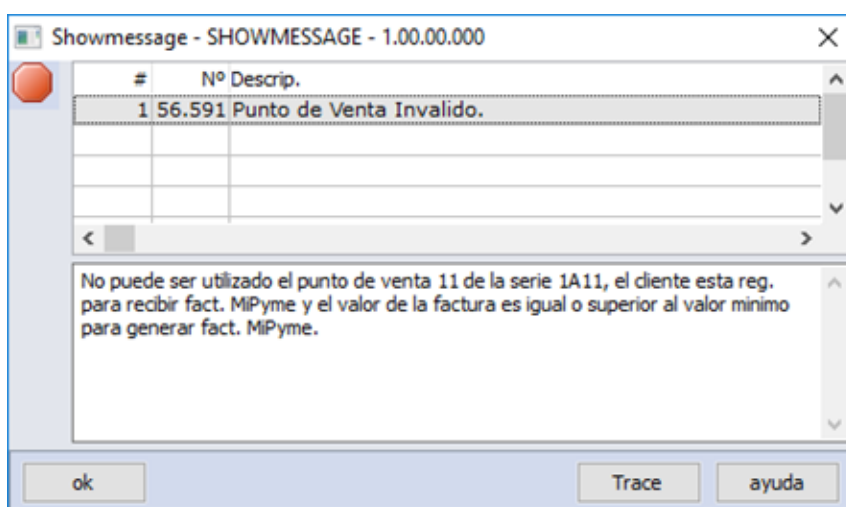 Showmessage - SHOWMESSAGE - 1.00.00.000
# Nº Descrip.
1 56.591 Punto de Venta Invalido.
No puede ser utilizado el punto de venta 11 de la serie 1A11, el cliente esta reg.
para recibir fact. MiPyme y el valor de la factura es igual o superior al valor minimo
para generar fact. MiPyme.
ok Trace ayuda